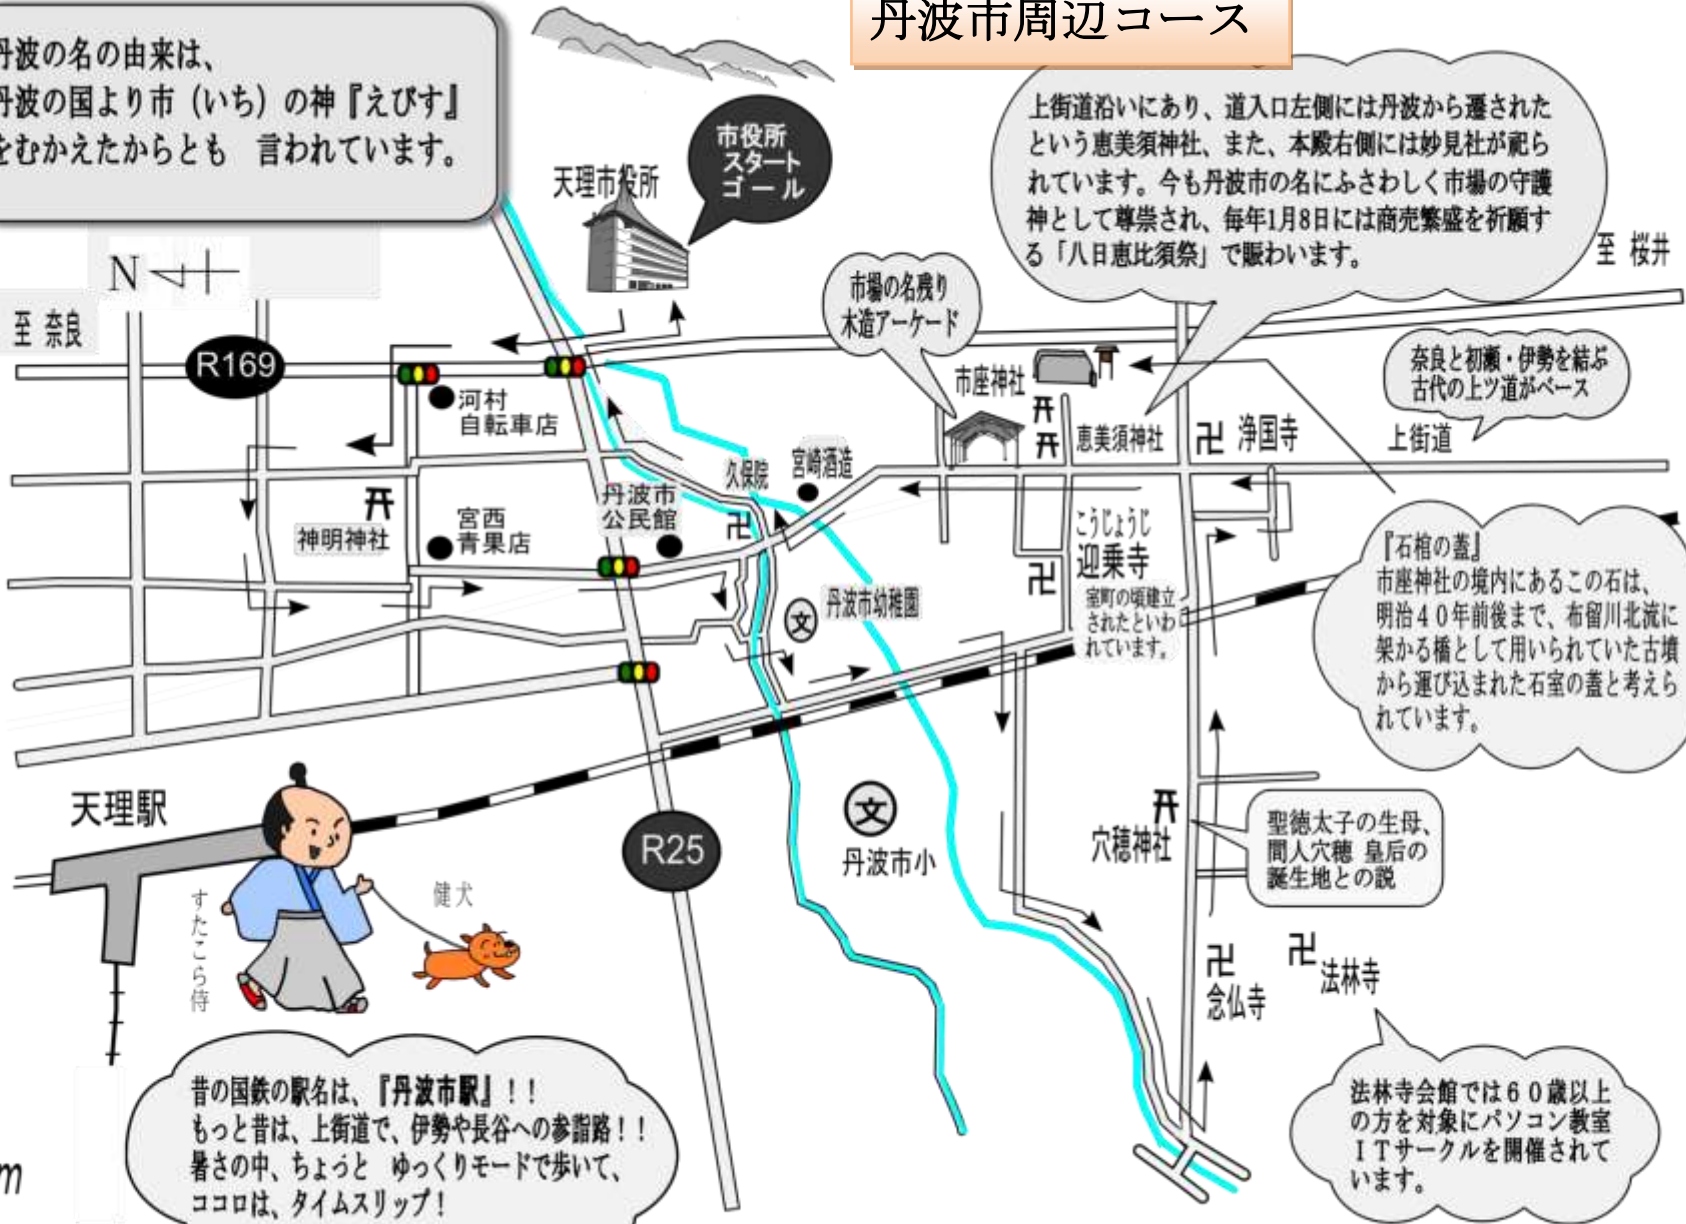 丹波市周辺コース
丹波の名の由来は、
丹波の国より市（いち）の神『えびす』
をむかえたからとも　言われています。
市役所
スタート
ゴール
天理市役所
上街道沿いにあり、道入口左側には丹波から遷された
という恵美須神社、また、本殿右側には妙見社が祀ら
れています。今も丹波市の名にふさわしく市場の守護
神として尊崇され、毎年1月8日には商売繁盛を祈願す
る「八日恵比須祭」で賑わいます。
至 桜井
N
至 奈良
R169
市場の名残り
木造アーケード
奈良と初瀬・伊勢を結ぶ
古代の上ツ道がベース
上街道
河村
自転車店
市座神社
恵美須神社
浄国寺
久保院
宮崎酒造
丹波市
公民館
神明神社
宮西
青果店
こうじょうじ
迎乗寺
室町の頃建立
されたといわ
れています。
文
丹波市幼稚園
『石棺の蓋』
市座神社の境内にあるこの石は、
明治４０年前後まで、布留川北流に
架かる橋として用いられていた古墳
から運び込まれた石室の蓋と考えら
れています。
天理駅
R25
文
丹波市小
穴穂神社
聖徳太子の生母、
間人穴穂 皇后の
誕生地との説
すたこら侍
健犬
念仏寺
法林寺
法林寺会館では６０歳以上
の方を対象にパソコン教室
ＩＴサークルを開催されて
います。
昔の国鉄の駅名は、『丹波市駅』！！
もっと昔は、上街道で、伊勢や長谷への参詣路！！
暑さの中、ちょっと　ゆっくりモードで歩いて、
ココロは、タイムスリップ！
m